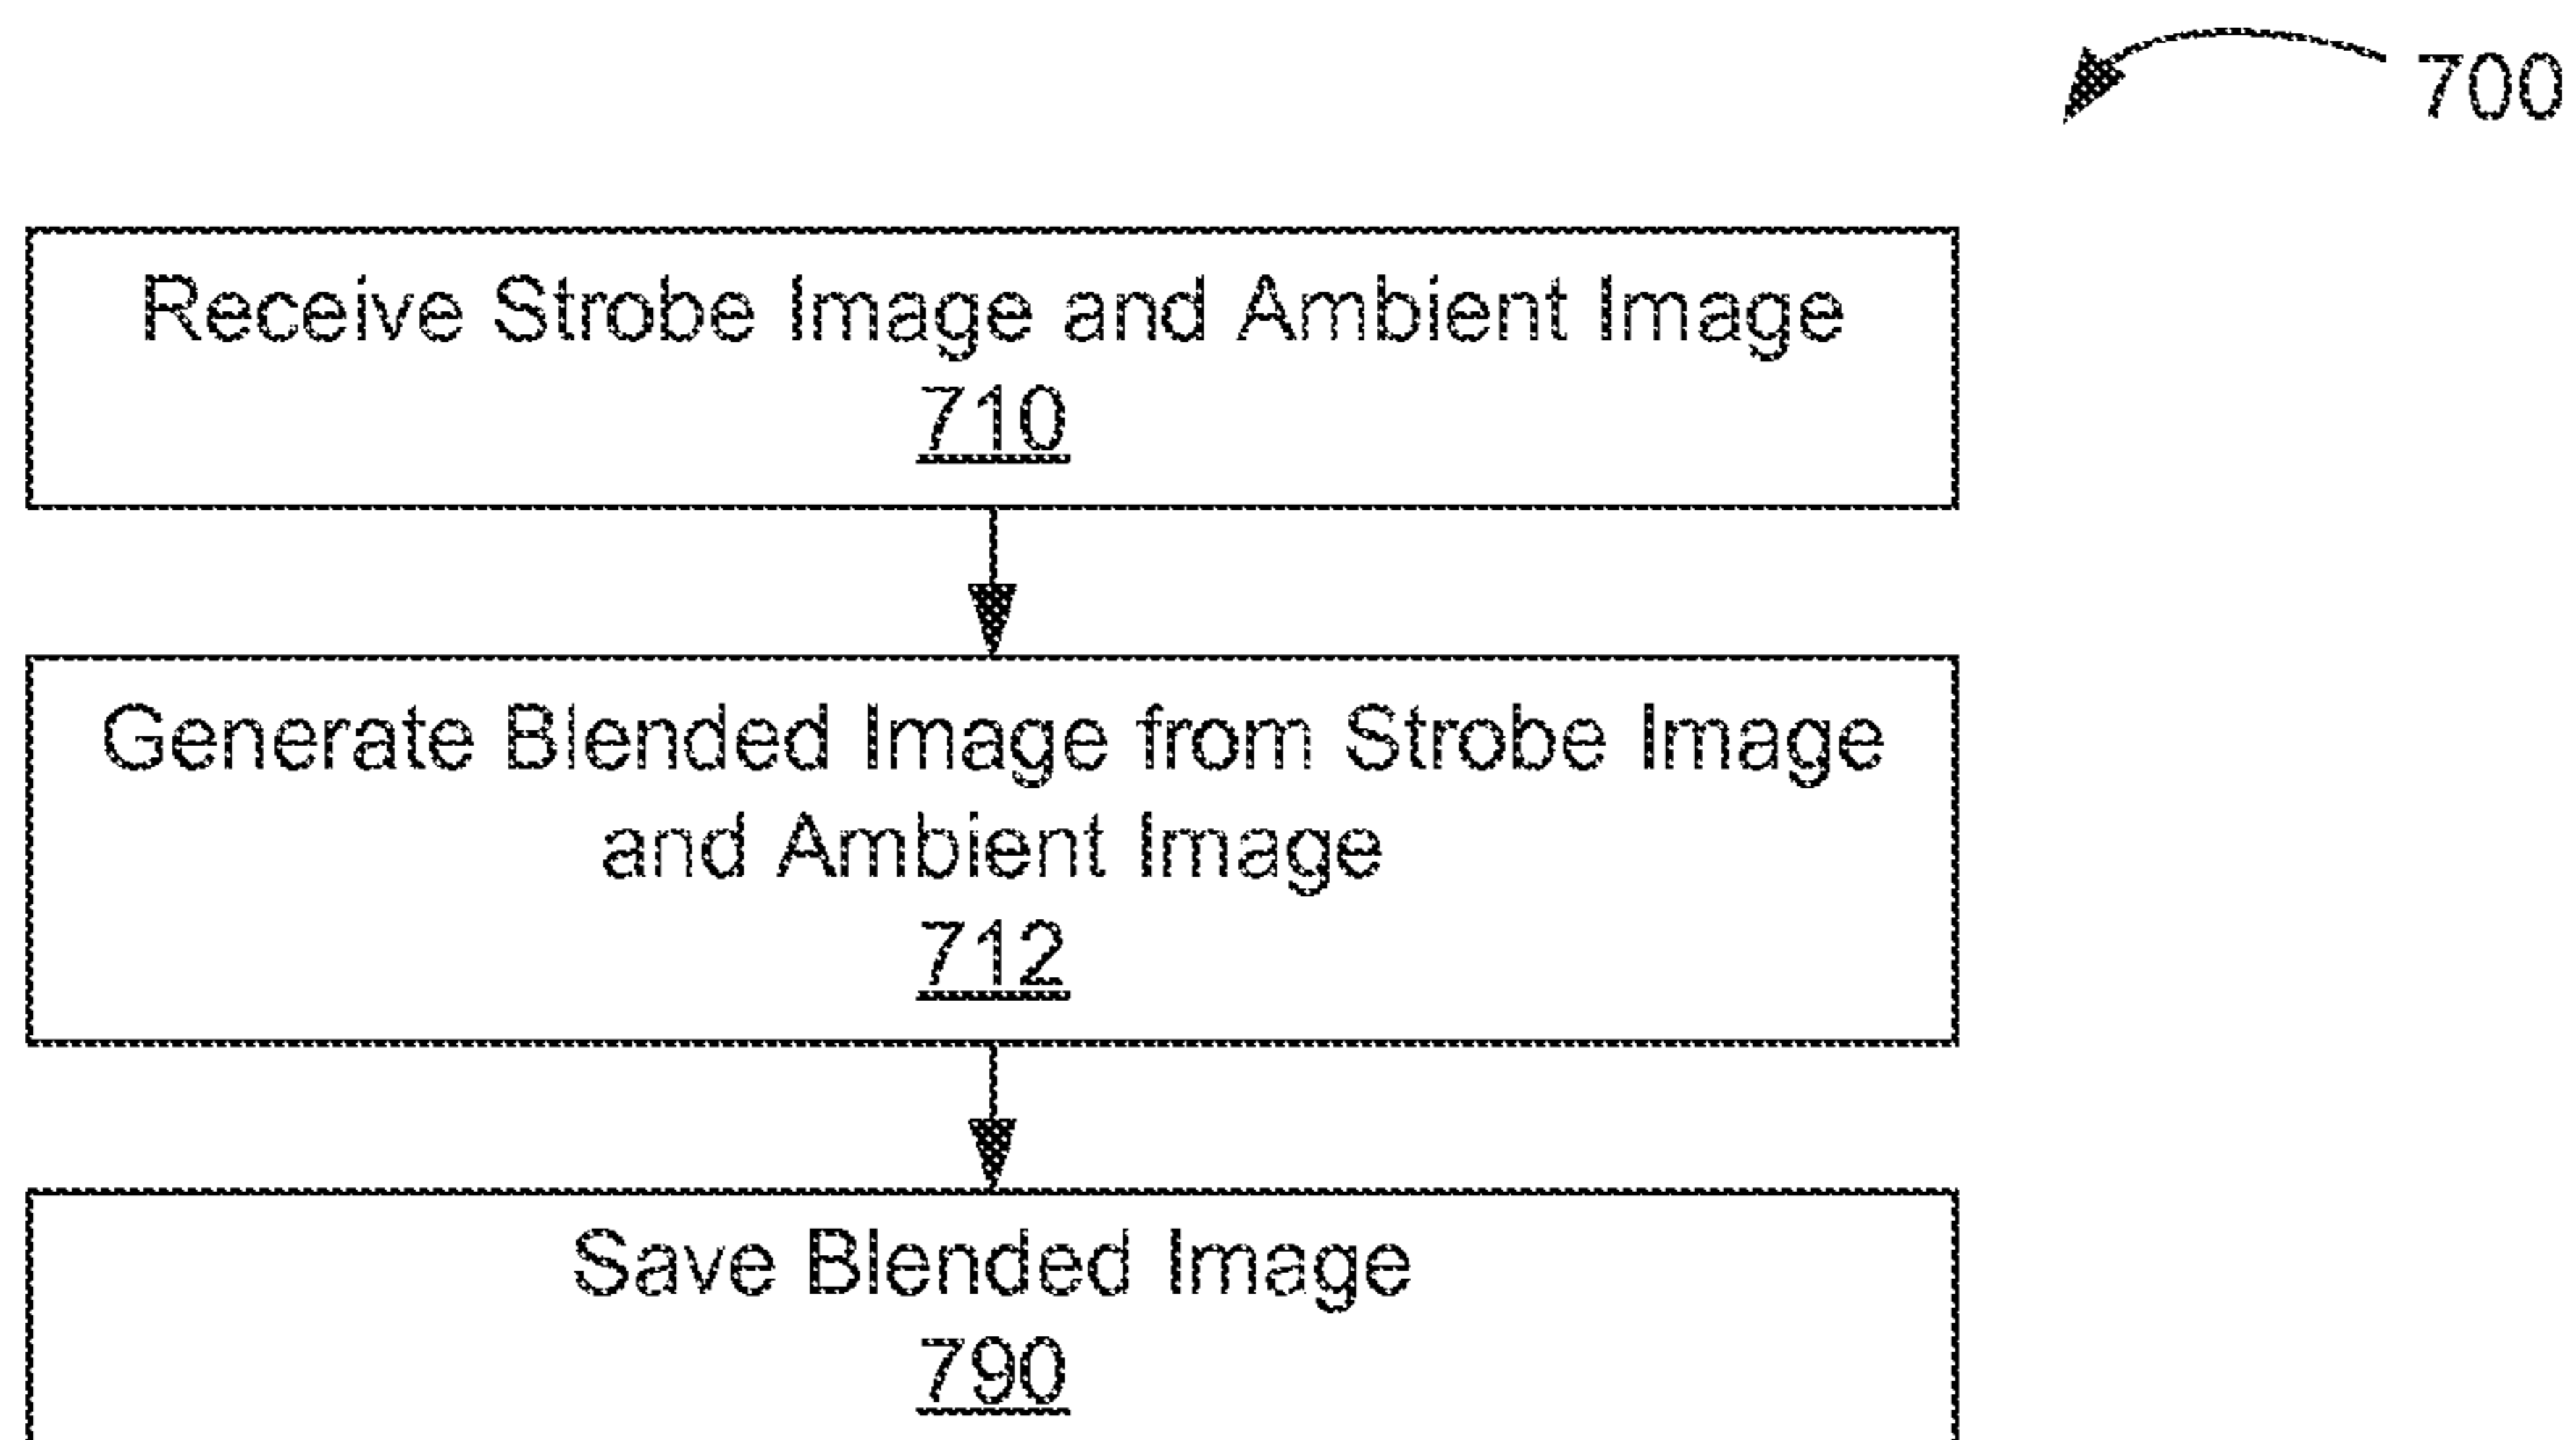 700
Receive Strobe Image and Ambient Image
710
Generate Blended Image from Strobe Image
and Ambient Image
712
Save Blended Image
790